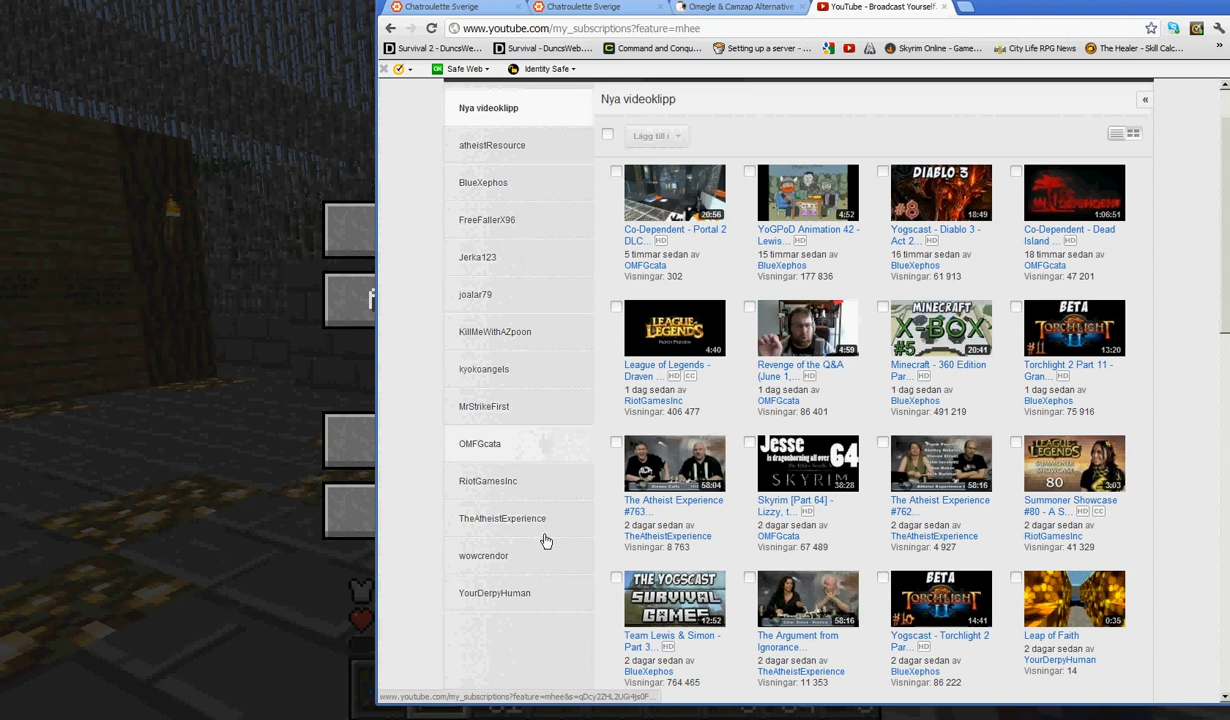 Chatroulette Sverige
Chatroulette Sverige
Omegle & Camzap Alternative
YouTube - Broadcast Yourself.
www.youtube.com/my_subscriptions?feature=mhee
Survival 2 - DuncsWeb...
Survival - DuncsWeb...
Command and Conqu...
Setting up a server - ...
Skyrim Online - Game...
City Life RPG News
The Healer - Skill Calc...
»
OK Safe Web
Identity Safe
Nya videoklipp
atheistResource
BlueXephos
FreeFallerX96
Jerka123
joalar79
KillMeWithAZpoon
kyokoangels
MrStrikeFirst
OMFGcata
RiotGamesInc
TheAtheistExperience
wowcrendor
YourDerpyHuman
Nya videoklipp
«
Lägg till i
20:56
Co-Dependent - Portal 2
DLC... HD
5 timmar sedan av
OMFGcata
Visningar: 302
4:52
YoGPoD Animation 42 -
Lewis... HD
15 timmar sedan av
BlueXephos
Visningar: 177 836
DIABLO 3
#8
18:49
Yogscast - Diablo 3 -
Act 2... HD
16 timmar sedan av
BlueXephos
Visningar: 61 913
1:06:51
Co-Dependent - Dead
Island ... HD
18 timmar sedan av
OMFGcata
Visningar: 47 201
LEAGUE
LEGENDS
PATCH PREVIEW
4:40
League of Legends -
Draven ... HD CC
1 dag sedan av
RiotGamesInc
Visningar: 406 477
4:59
Revenge of the Q&A
(June 1,... HD
1 dag sedan av
OMFGcata
Visningar: 86 401
MINECRAFT
X-BOX
#5
20:41
Minecraft - 360 Edition
Par... HD
1 dag sedan av
BlueXephos
Visningar: 491 219
BETA
TORCHLIGHT
II
#11
13:20
Torchlight 2 Part 11 -
Gran... HD
1 dag sedan av
BlueXephos
Visningar: 75 916
58:04
The Atheist Experience
#763...
2 dagar sedan av
TheAtheistExperience
Visningar: 8 763
Jesse 64
is dragonborning all over
SKYRIM
38:28
Skyrim [Part 64] -
Lizzy, t... HD
2 dagar sedan av
OMFGcata
Visningar: 67 489
58:16
The Atheist Experience
#762...
2 dagar sedan av
TheAtheistExperience
Visningar: 4 927
LEAGUE
LEGENDS
SUMMONER
SHOWCASE
80
3:03
Summoner Showcase
#80 - A S... HD CC
2 dagar sedan av
RiotGamesInc
Visningar: 41 329
THE YOGSCAST
SURVIVAL
GAMES
12:52
Team Lewis & Simon -
Part 3... HD
2 dagar sedan av
BlueXephos
Visningar: 764 465
58:16
The Argument from
Ignorance...
2 dagar sedan av
TheAtheistExperience
Visningar: 11 353
BETA
TORCHLIGHT
II
#10
14:41
Yogscast - Torchlight 2
Par... HD
2 dagar sedan av
BlueXephos
Visningar: 86 222
0:35
Leap of Faith
2 dagar sedan av
YourDerpyHuman
Visningar: 14